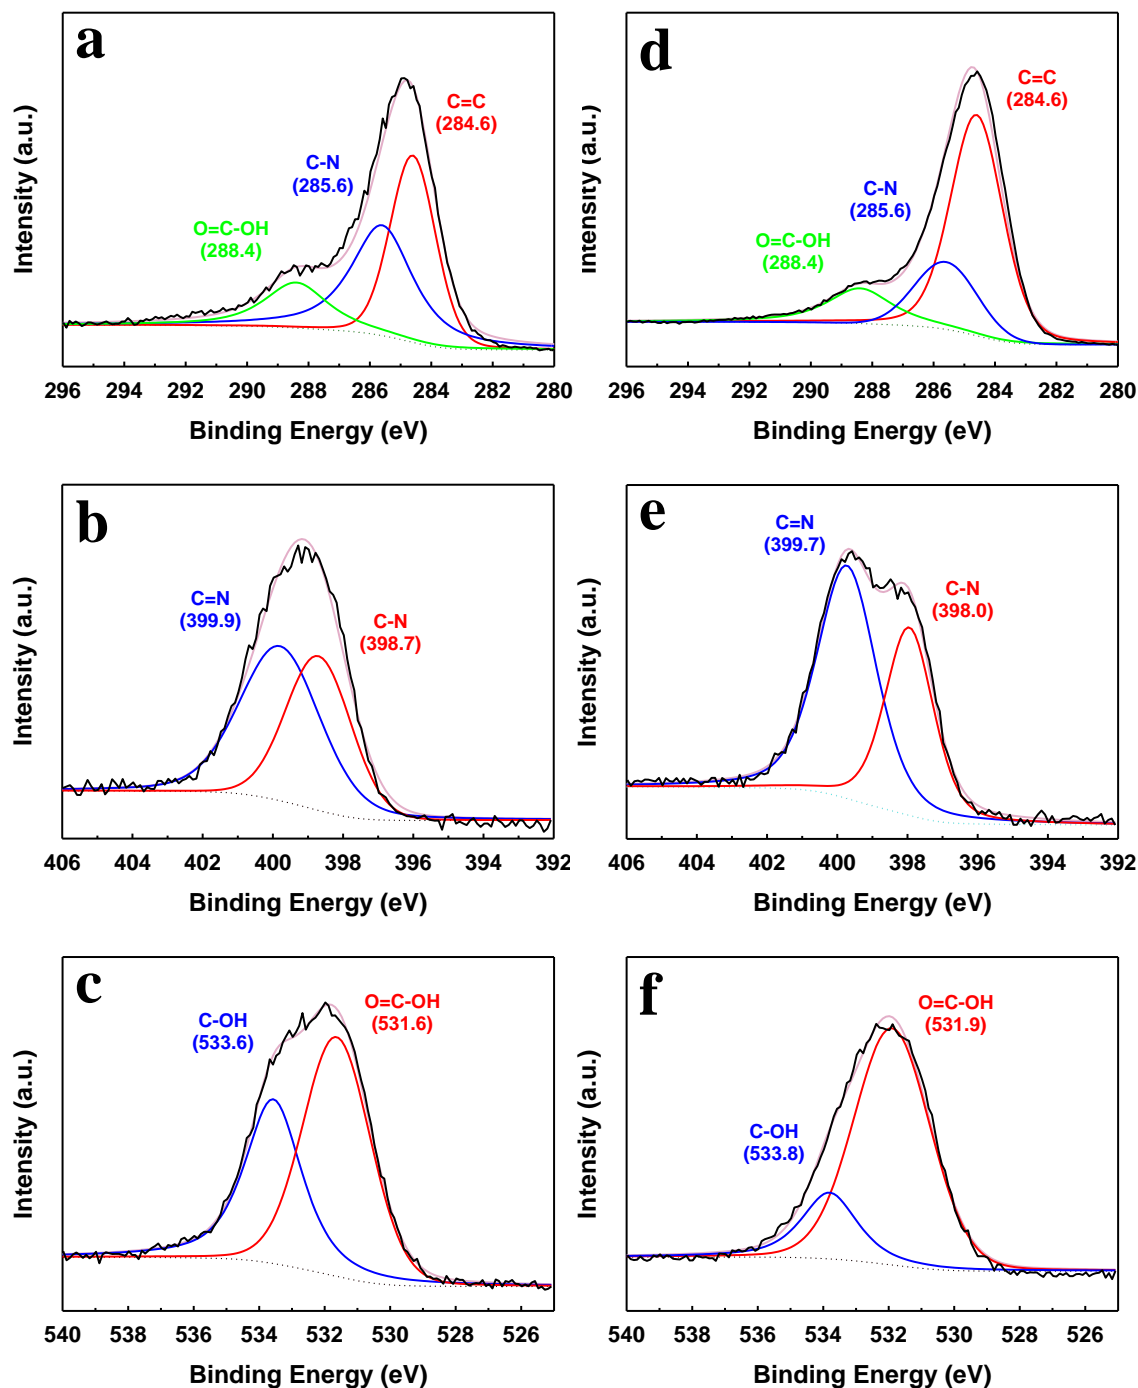 a
C=C
(284.6)
C-N
(285.6)
O=C-OH
(288.4)
Intensity (a.u.)
296 294 292 290 288 286 284 282 280
Binding Energy (eV)
d
C=C
(284.6)
C-N
(285.6)
O=C-OH
(288.4)
Intensity (a.u.)
296 294 292 290 288 286 284 282 280
Binding Energy (eV)
b
C=N
(399.9)
C-N
(398.7)
Intensity (a.u.)
406 404 402 400 398 396 394 392
Binding Energy (eV)
e
C=N
(399.7)
C-N
(398.0)
Intensity (a.u.)
406 404 402 400 398 396 394 392
Binding Energy (eV)
c
O=C-OH
(531.6)
C-OH
(533.6)
Intensity (a.u.)
540 538 536 534 532 530 528 526
Binding Energy (eV)
f
O=C-OH
(531.9)
C-OH
(533.8)
Intensity (a.u.)
540 538 536 534 532 530 528 526
Binding Energy (eV)